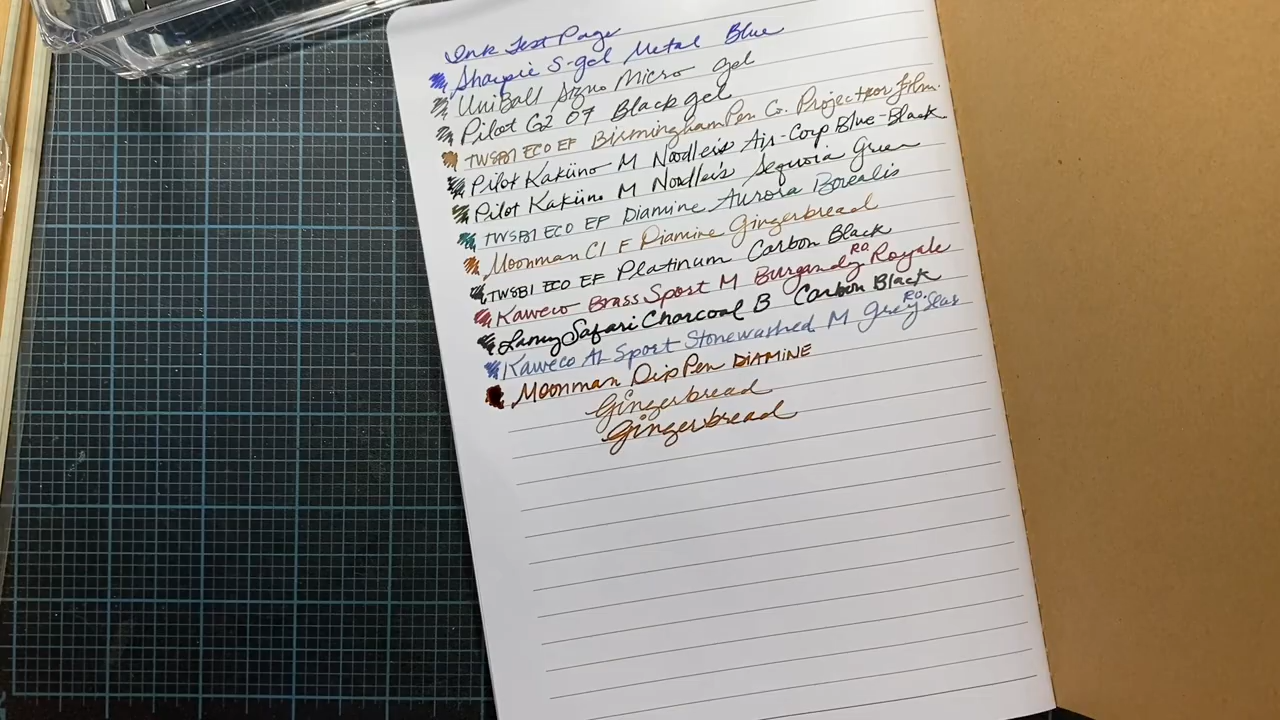 Ink Test Page
Sharpie S-gel Metal Blue
UniBall Signo Micro gel
Pilot G2 07 Black gel
TWSBI ECO EF Birmingham Pen Co. Projector Film.
Pilot Kakuno M Noodler's Air-Corp Blue-Black
Pilot Kakuno M Noodler's Sequoia Green
TWSBI ECO EF Diamine Aurora Borealis
Moonman C1 F Diamine Gingerbread
TWSBI ECO EF Platinum Carbon Black
Kaweco Brass Sport M Burgandy R.O. Royale
Lamy Safari Charcoal B Carbon Black
Kaweco AL Sport Stonewashed M Grey R.O. Seas
Moonman Dip Pen DIAMINE
Gingerbread
Gingerbread